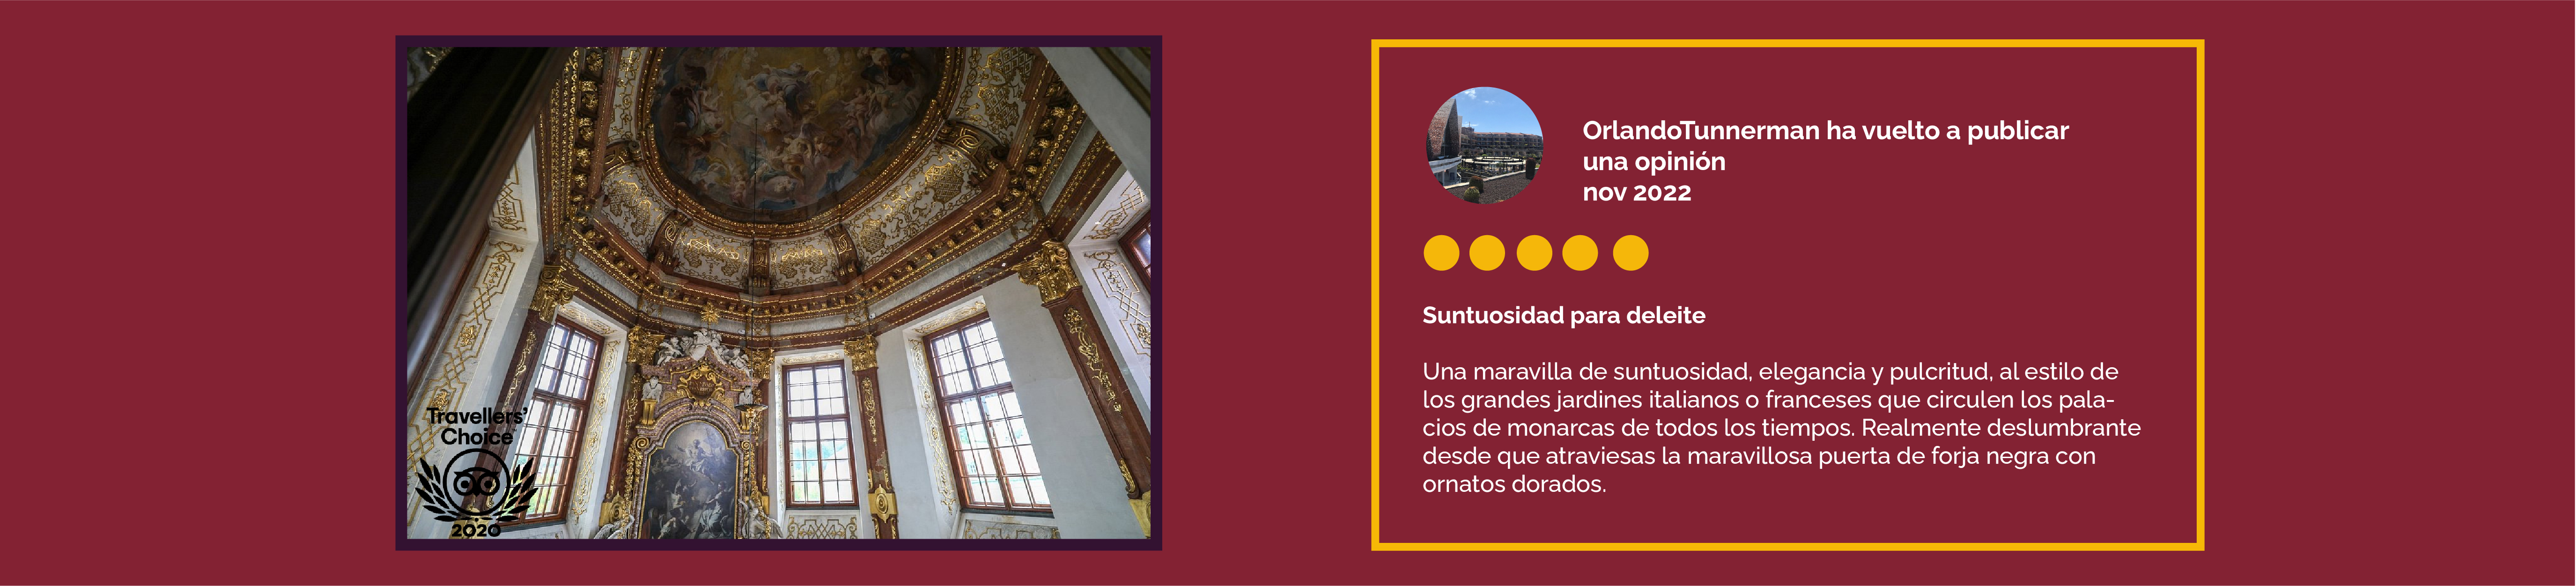 Travellers'
Choice
2020
OrlandoTunnerman ha vuelto a publicar
una opinión
nov 2022
Suntuosidad para deleite
Una maravilla de suntuosidad, elegancia y pulcritud, al estilo de
los grandes jardines italianos o franceses que circulen los pala-
cios de monarcas de todos los tiempos. Realmente deslumbrante
desde que atraviesas la maravillosa puerta de forja negra con
ornatos dorados.